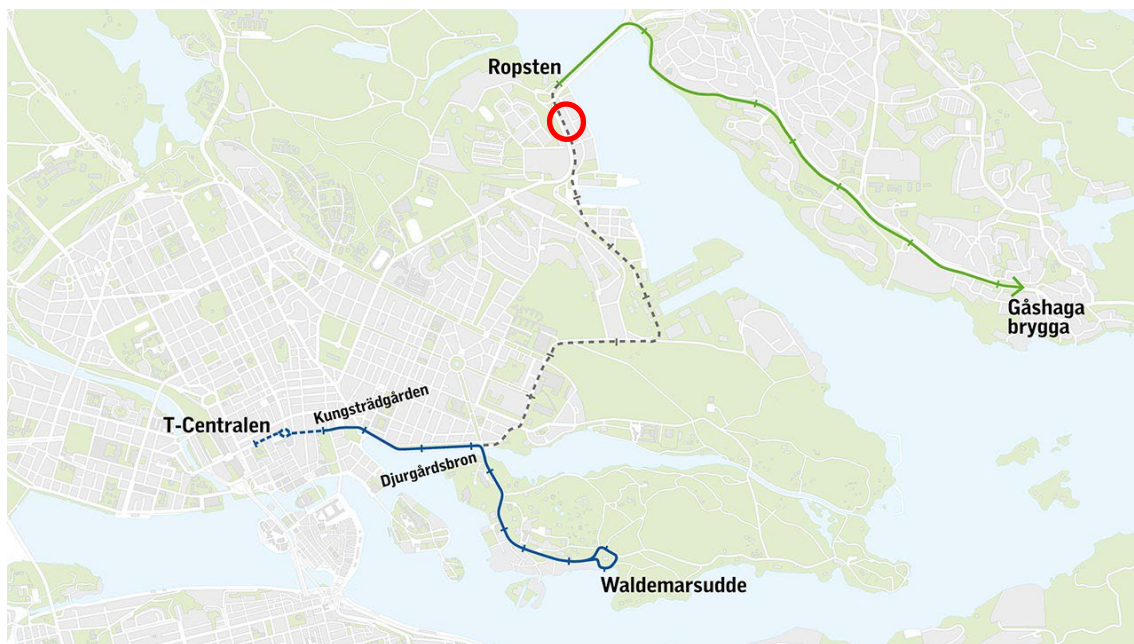 Ropsten
Gåshaga
brygga
Kungsträdgården
T-Centralen
Djurgårdsbron
Waldemarsudde